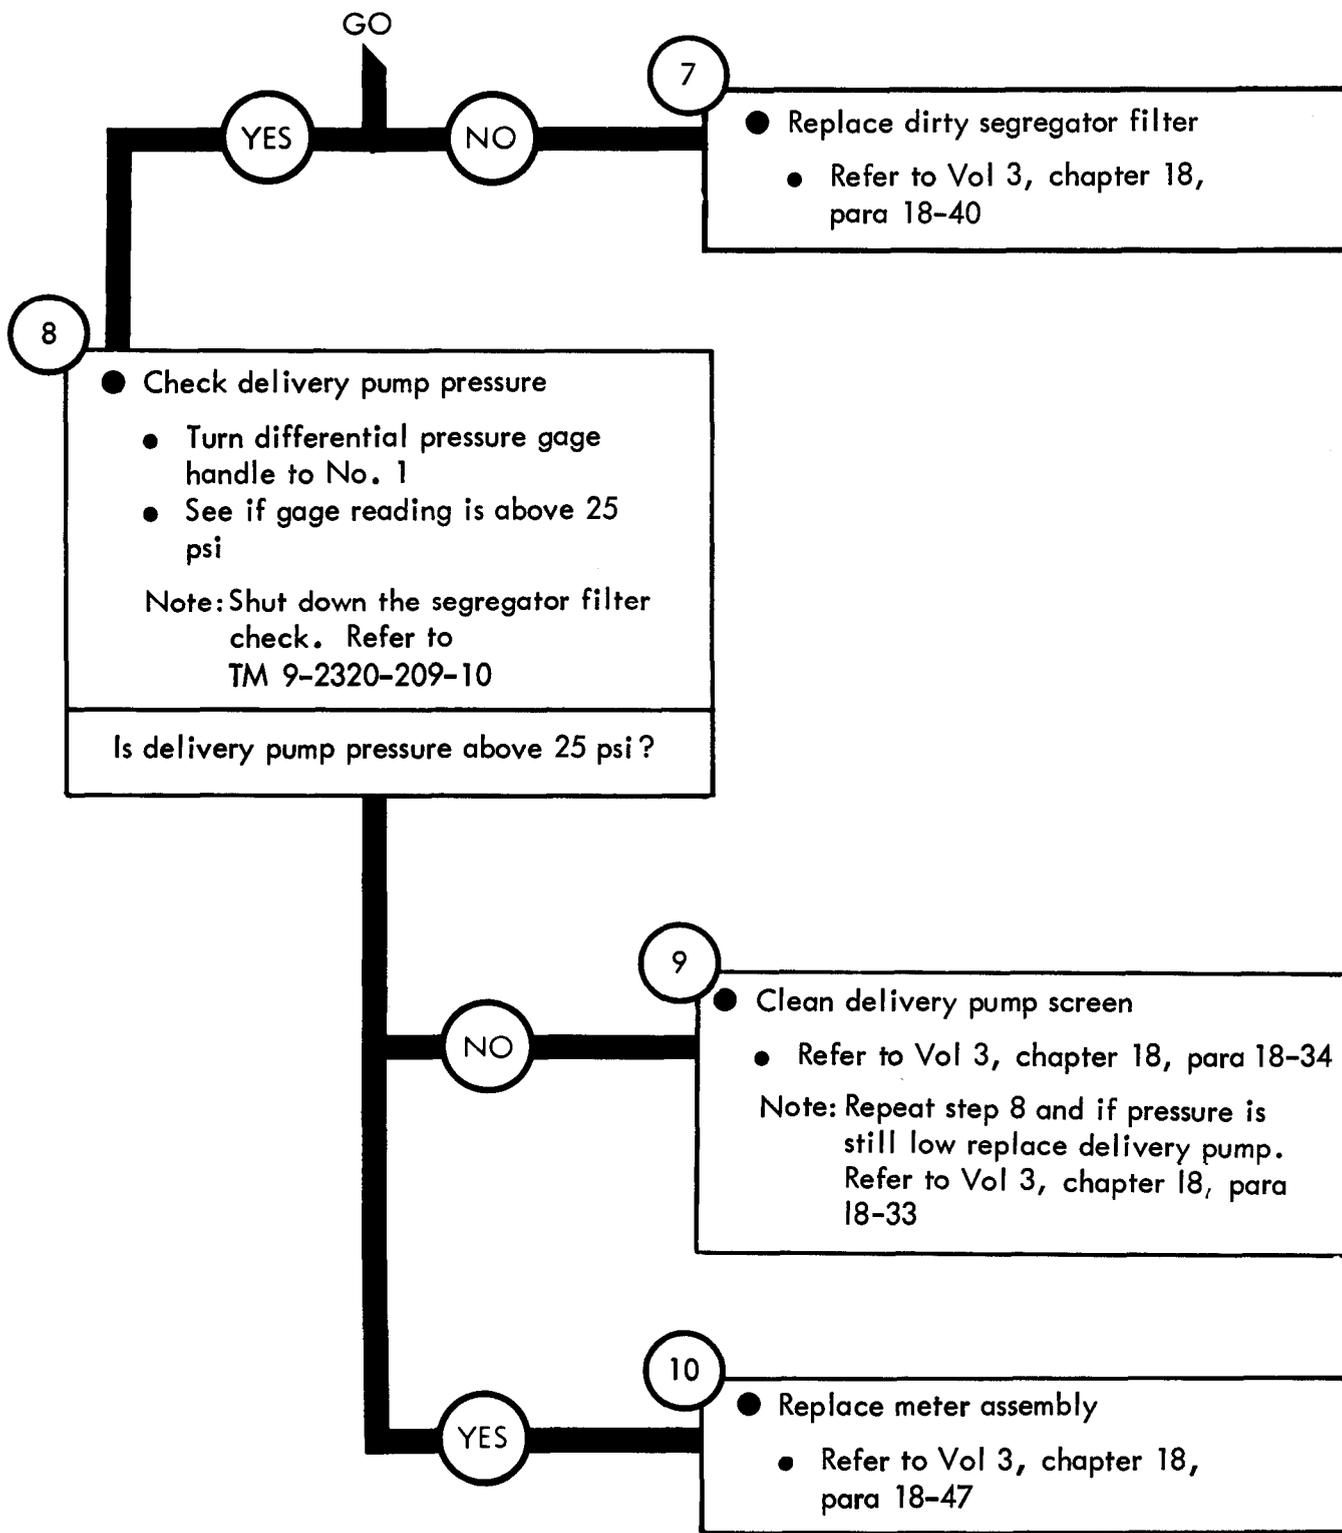 GO
YES
NO
7
● Replace dirty segregator filter
● Refer to Vol 3, chapter 18,
para 18-40
8
● Check delivery pump pressure
● Turn differential pressure gage
handle to No. 1
● See if gage reading is above 25
psi
Note: Shut down the segregator filter
check. Refer to
TM 9-2320-209-10
Is delivery pump pressure above 25 psi?
NO
9
● Clean delivery pump screen
● Refer to Vol 3, chapter 18, para 18-34
Note: Repeat step 8 and if pressure is
still low replace delivery pump.
Refer to Vol 3, chapter 18, para
18-33
YES
10
● Replace meter assembly
● Refer to Vol 3, chapter 18,
para 18-47